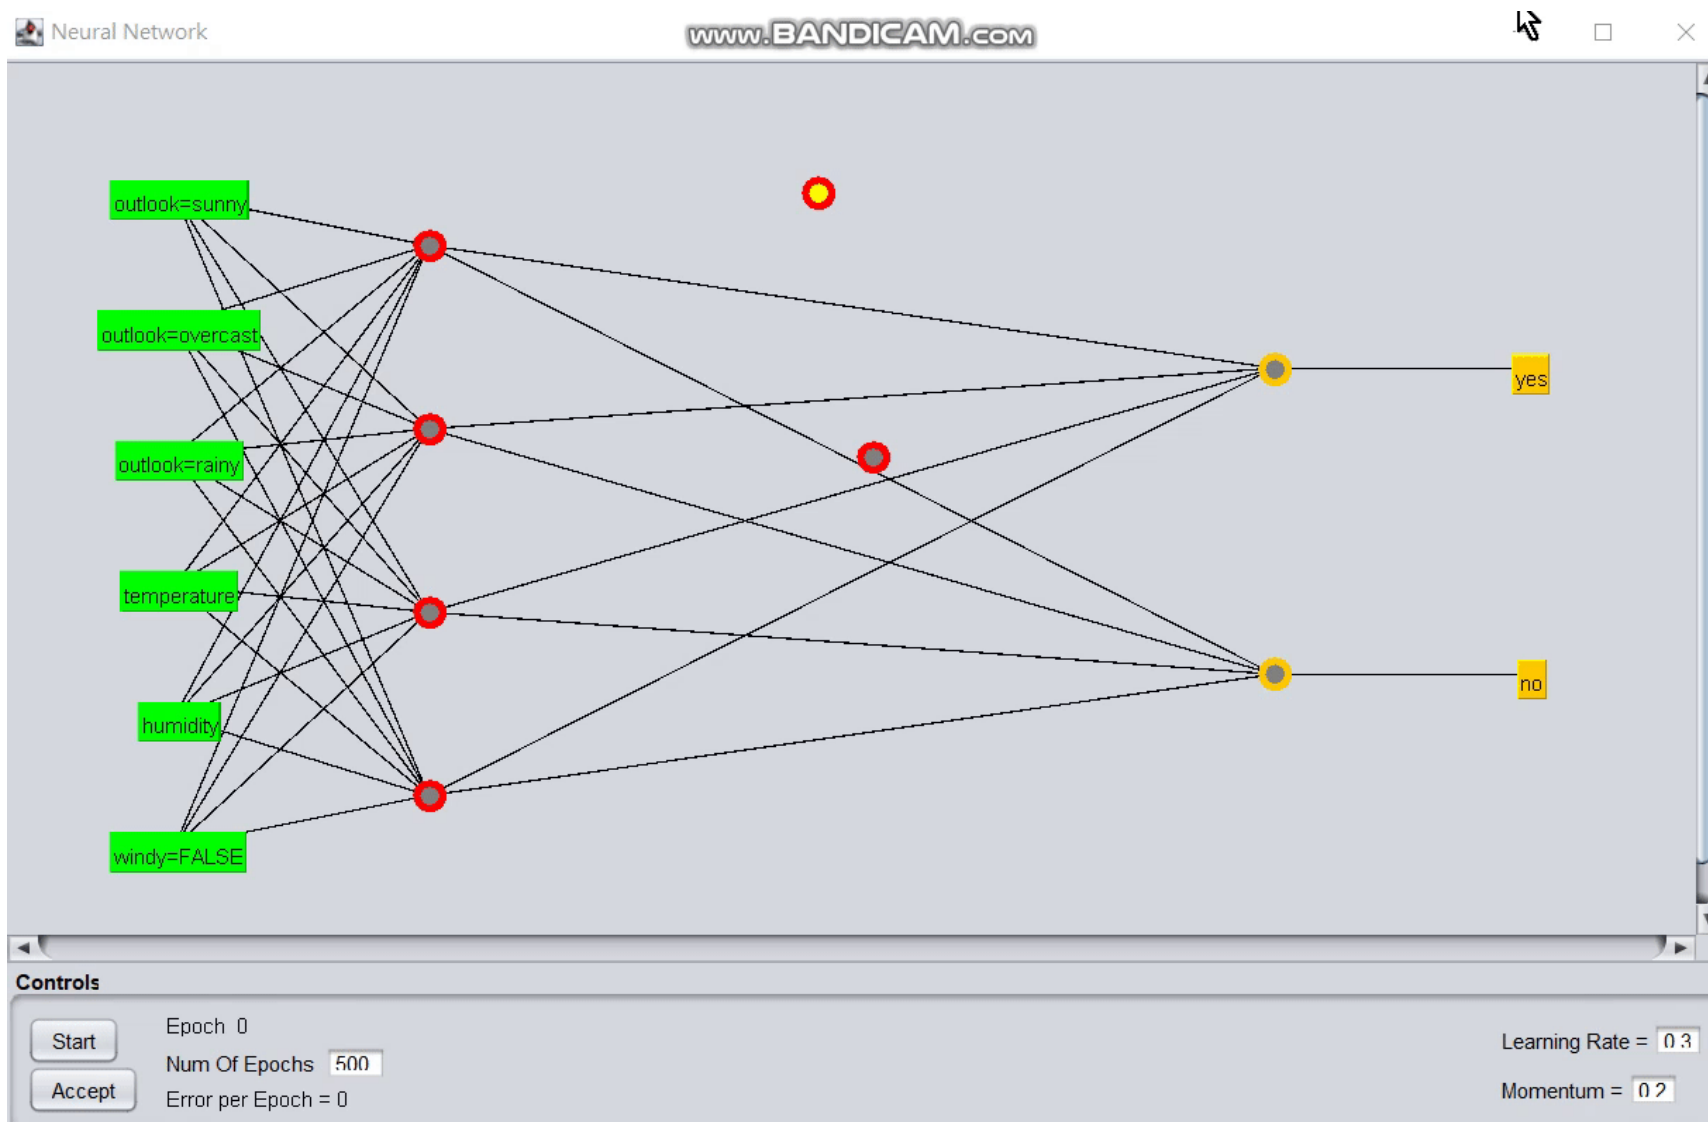 Neural Network
www.BANDICAM.com
outlook=sunny
outlook=overcast
yes
outlook=rainy
temperature
no
humidity
windy=FALSE
Controls
Start
Epoch 0
Learning Rate = 0.3
Num Of Epochs 500
Accept
Error per Epoch = 0
Momentum = 0.2